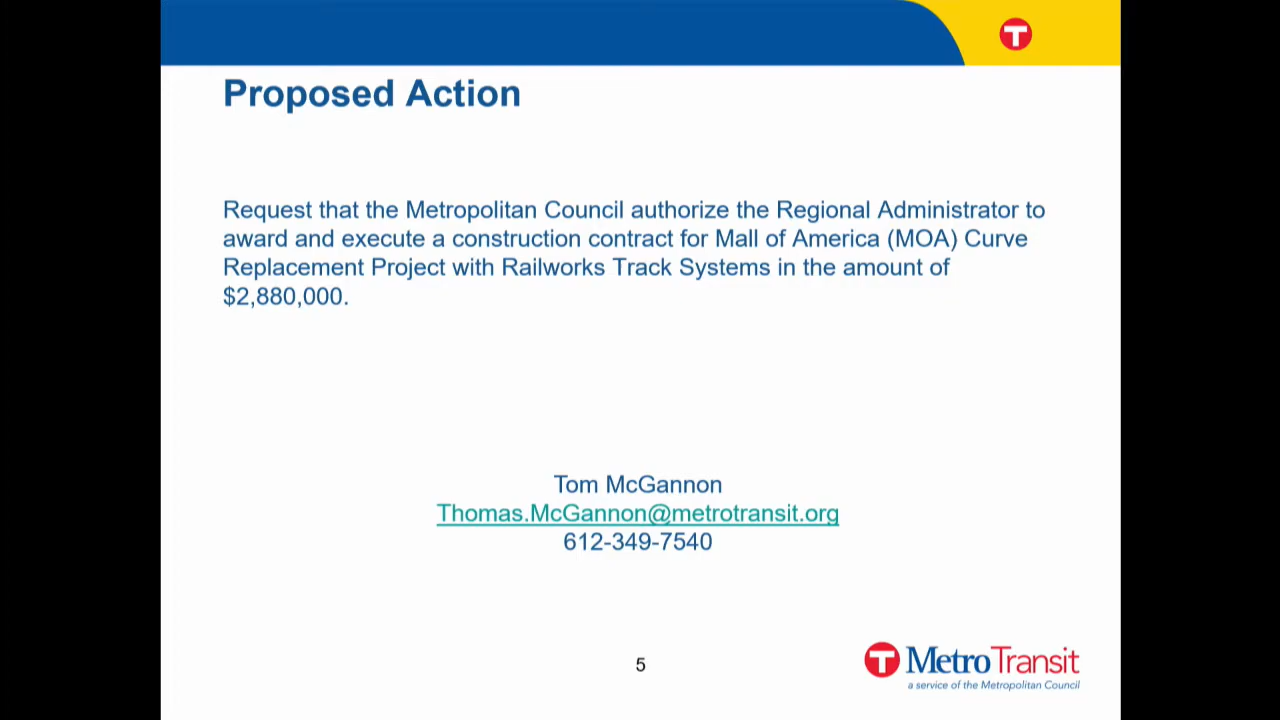 T
Proposed Action
Request that the Metropolitan Council authorize the Regional Administrator to
award and execute a construction contract for Mall of America (MOA) Curve
Replacement Project with Railworks Track Systems in the amount of
$2,880,000.
Tom McGannon
Thomas.McGannon@metrotransit.org
612-349-7540
5
T MetroTransit
a service of the Metropolitan Council